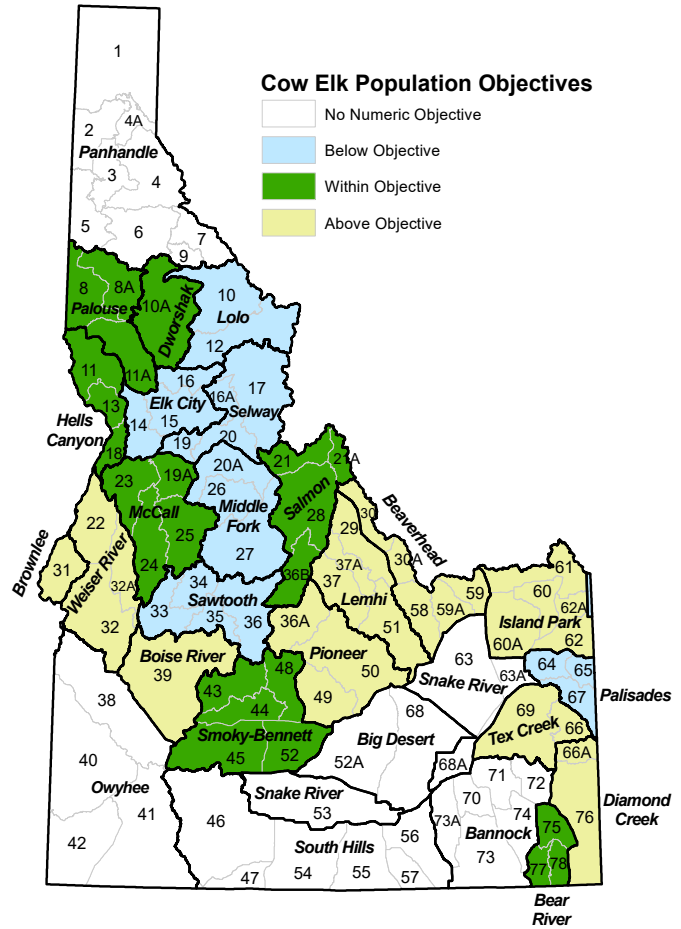 1
Cow Elk Population Objectives
No Numeric Objective
Below Objective
Within Objective
Above Objective
4A
2
Panhandle
3
4
5
6
7
9
8
8A
10A
Palouse
Dworshak
10
Lolo
12
11
11A
16
17
13
Elk City
16A
Selway
14
15
Hells
Canyon
18
19
20
20A
21
21A
23
19A
26
Salmon
McCall
Middle
Fork
28
22
25
27
29
30
Beaverhead
Brownlee
31
Weiser River
24
32A
34
36B
37A
37
30A
33
Sawtooth
Lemhi
58
59A
59
61
60
62A
Island Park
32
35
36
36A
51
60A
62
Boise River
Pioneer
63
64
65
39
48
50
Snake River
63A
67
Palisades
38
43
49
68
69
44
Tex Creek
66
Smoky-Bennett
Big Desert
66A
40
45
52
52A
68A
71
72
Owyhee
Snake River
70
Diamond
Creek
41
46
53
73A
74
76
56
Bannock
75
42
South Hills
73
77
78
47
54
55
57
Bear
River